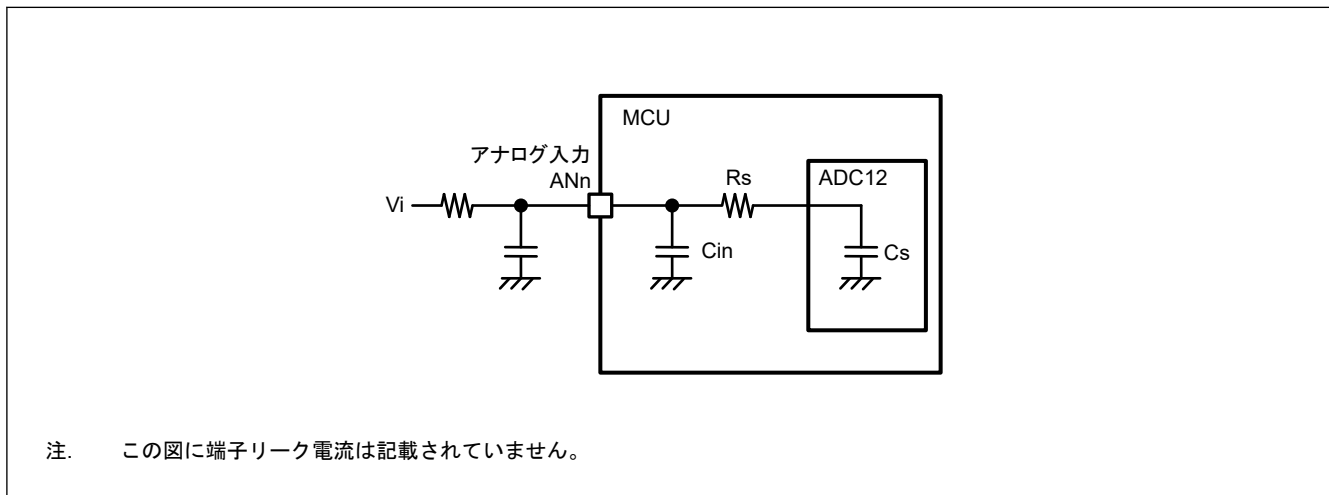 MCU
アナログ入力
ANn
Rs
ADC12
Vi
Cin
Cs
注. この図に端子リーク電流は記載されていません。